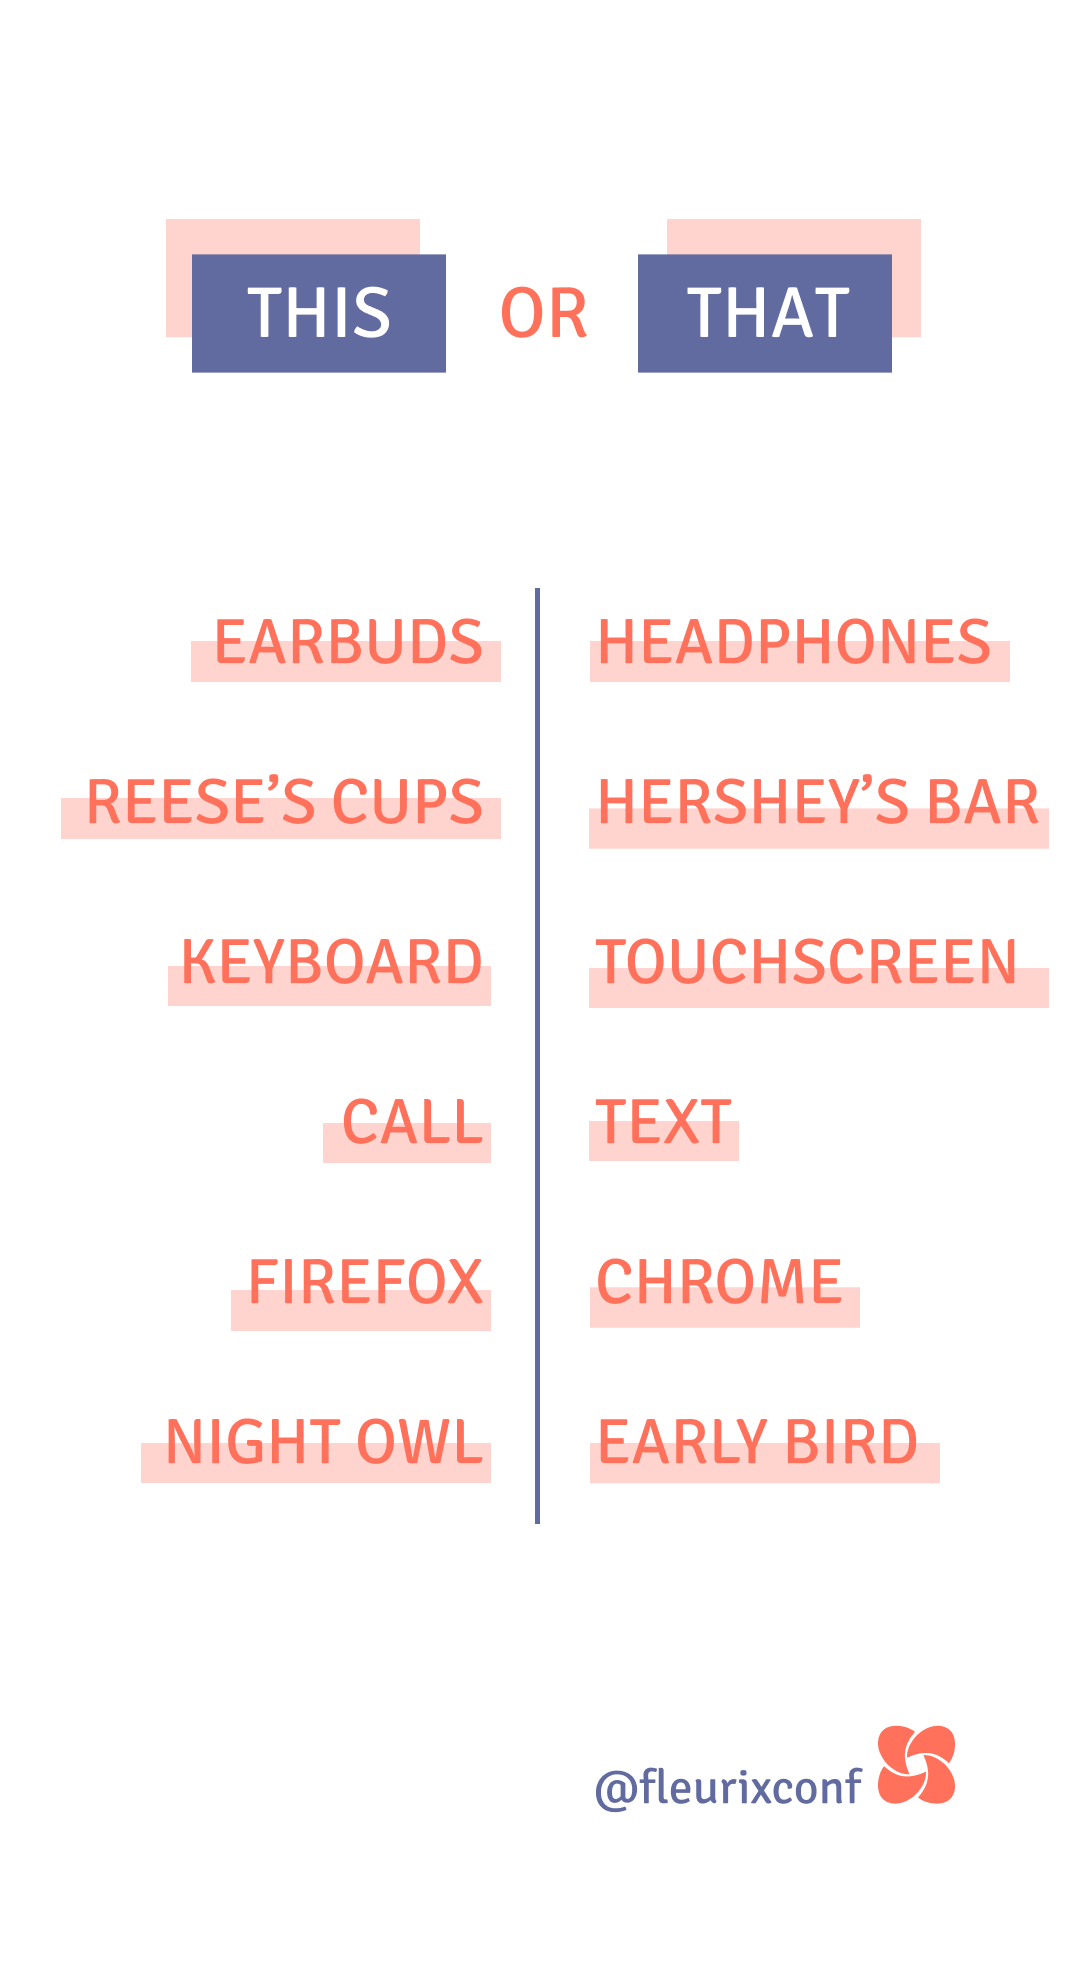 THIS OR THAT
EARBUDS HEADPHONES
REESE’S CUPS HERSHEY’S BAR
KEYBOARD TOUCHSCREEN
CALL TEXT
FIREFOX CHROME
NIGHT OWL EARLY BIRD
@fleurixconf